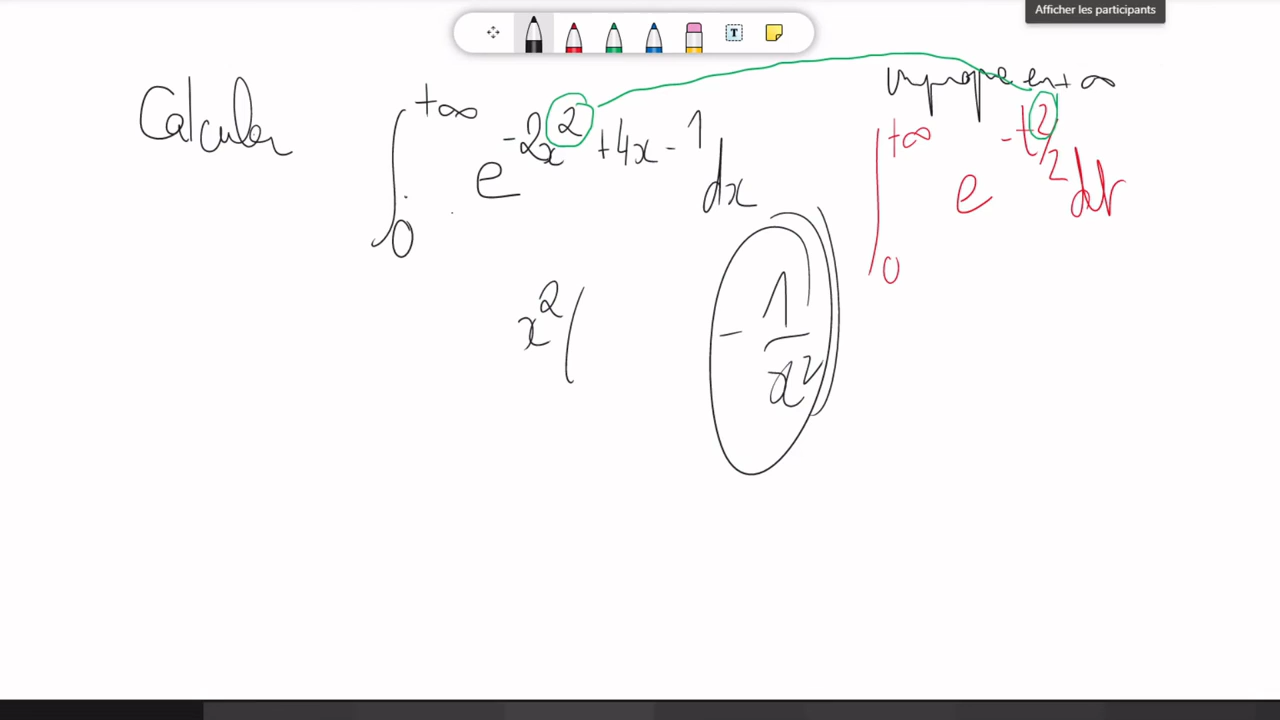 Afficher les participants
T
Calculer ∫₀^{+∞} e^{-2x² + 4x - 1} dx
impropre en +∞
∫₀^{+∞} e^{-t²/2} dt
x² (
- 1/x²